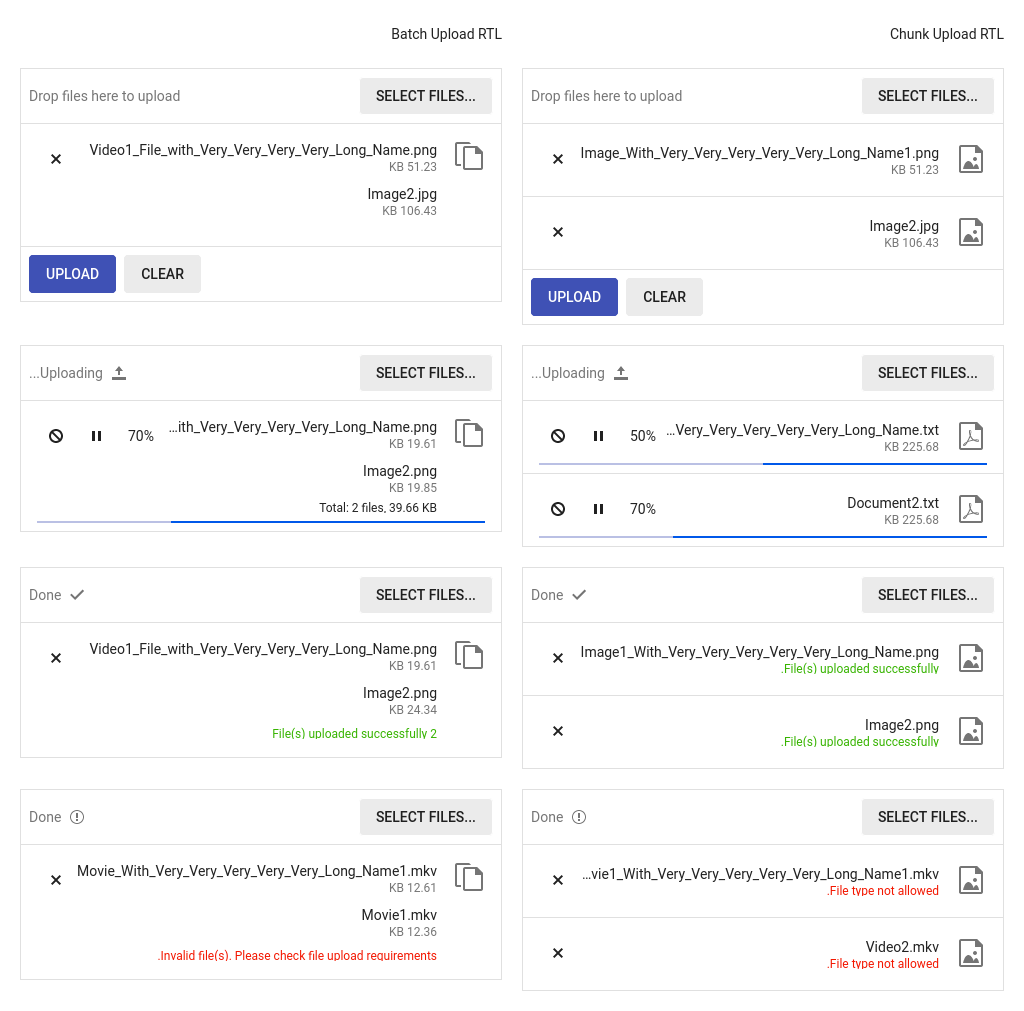 Batch Upload RTL
Drop files here to upload
SELECT FILES...
Video1_File_with_Very_Very_Very_Very_Long_Name.png
KB 51.23
Image2.jpg
KB 106.43
UPLOAD
CLEAR
...Uploading
SELECT FILES...
70%
...ith_Very_Very_Very_Very_Long_Name.png
KB 19.61
Image2.png
KB 19.85
Total: 2 files, 39.66 KB
Done
SELECT FILES...
Video1_File_with_Very_Very_Very_Very_Long_Name.png
KB 19.61
Image2.png
KB 24.34
File(s) uploaded successfully 2
Done
SELECT FILES...
Movie_With_Very_Very_Very_Very_Very_Long_Name1.mkv
KB 12.61
Movie1.mkv
KB 12.36
.Invalid file(s). Please check file upload requirements
Chunk Upload RTL
Drop files here to upload
SELECT FILES...
Image_With_Very_Very_Very_Very_Very_Long_Name1.png
KB 51.23
Image2.jpg
KB 106.43
UPLOAD
CLEAR
...Uploading
SELECT FILES...
50%
...Very_Very_Very_Very_Very_Long_Name.txt
KB 225.68
70%
Document2.txt
KB 225.68
Done
SELECT FILES...
Image1_With_Very_Very_Very_Very_Very_Long_Name.png
.File(s) uploaded successfully
Image2.png
.File(s) uploaded successfully
Done
SELECT FILES...
...vie1_With_Very_Very_Very_Very_Very_Long_Name1.mkv
.File type not allowed
Video2.mkv
.File type not allowed